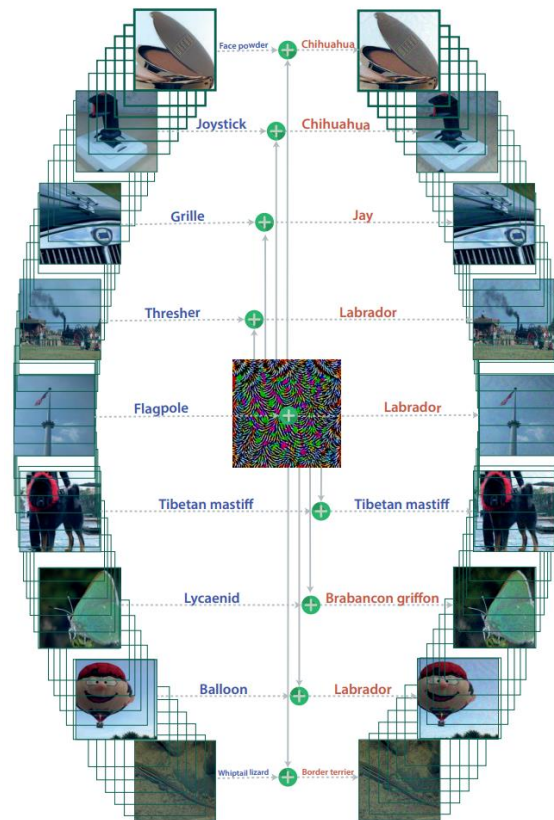 Face powder Chihuahua
Joystick Chihuahua
Grille Jay
Thresher Labrador
Flagpole Labrador
Tibetan mastiff Tibetan mastiff
Lycaenid Brabancon griffon
Balloon Labrador
Whiptail lizard Border terrier